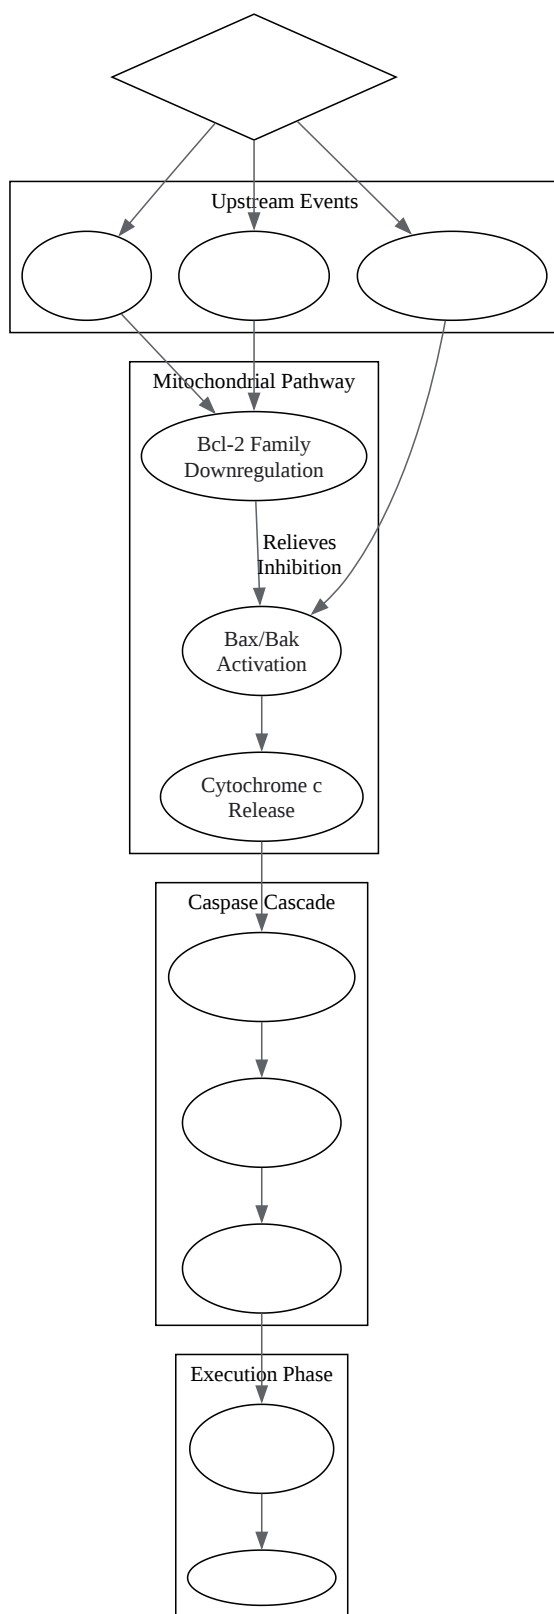 Upstream Events
Mitochondrial Pathway
Bcl-2 Family
Downregulation
Relieves
Inhibition
Bax/Bak
Activation
Cytochrome c
Release
Caspase Cascade
Execution Phase